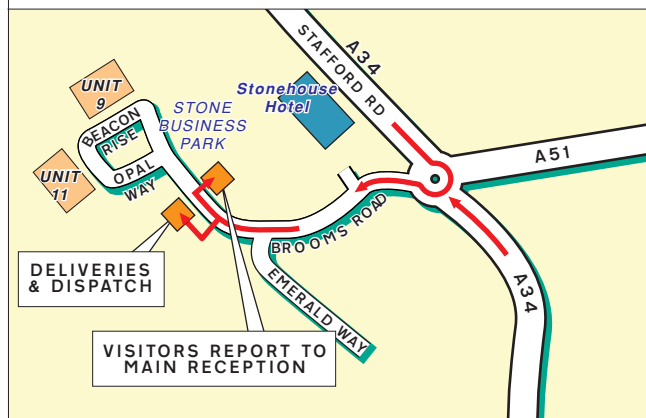 A34
STAFFORD RD
UNIT
9
Stonehouse
Hotel
STONE
BUSINESS
PARK
BEACON
RISE
A51
UNIT
11
OPAL
WAY
BROOMS ROAD
DELIVERIES
& DISPATCH
EMERALD WAY
A34
VISITORS REPORT TO
MAIN RECEPTION